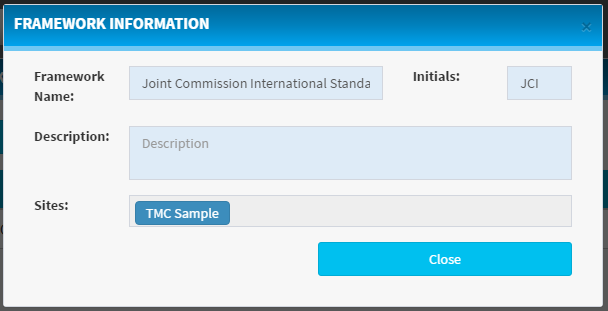 FRAMEWORK INFORMATION
×
Framework Name:
Joint Commission International Standa
Initials:
JCI
Description:
Description
Sites:
TMC Sample
Close